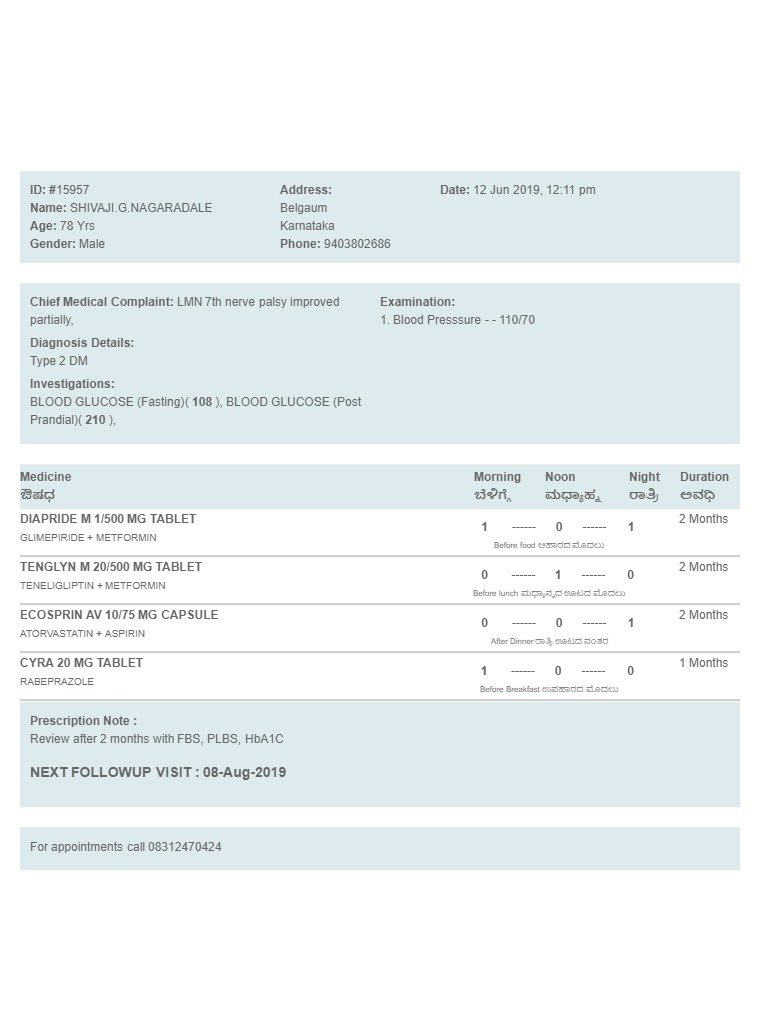 ID: #15957
Name: SHIVAJI.G.NAGARADALE
Age: 78 Yrs
Gender: Male
Address:
Belgaum
Karnataka
Phone: 9403802686
Date: 12 Jun 2019, 12:11 pm
Chief Medical Complaint: LMN 7th nerve palsy improved
partially,
Diagnosis Details:
Type 2 DM
Investigations:
BLOOD GLUCOSE (Fasting)( 108 ), BLOOD GLUCOSE (Post
Prandial)( 210 ),
Examination:
1. Blood Presssure - - 110/70
Medicine Morning Noon Night Duration
ಔಷಧ ಬೆಳಿಗ್ಗೆ ಮಧ್ಯಾಹ್ನ ರಾತ್ರಿ ಅವಧಿ
DIAPRIDE M 1/500 MG TABLET 1 ------ 0 ------ 1 2 Months
GLIMEPIRIDE + METFORMIN Before food ಆಹಾರದ ಮೊದಲು
TENGLYN M 20/500 MG TABLET 0 ------ 1 ------ 0 2 Months
TENELIGLIPTIN + METFORMIN Before lunch ಮಧ್ಯಾನ್ನದ ಊಟದ ಮೊದಲು
ECOSPRIN AV 10/75 MG CAPSULE 0 ------ 0 ------ 1 2 Months
ATORVASTATIN + ASPIRIN After Dinner ರಾತ್ರಿ ಊಟದ ನಂತರ
CYRA 20 MG TABLET 1 ------ 0 ------ 0 1 Months
RABEPRAZOLE Before Breakfast ಉಪಹಾರದ ಮೊದಲು
Prescription Note :
Review after 2 months with FBS, PLBS, HbA1C
NEXT FOLLOWUP VISIT : 08-Aug-2019
For appointments call 08312470424